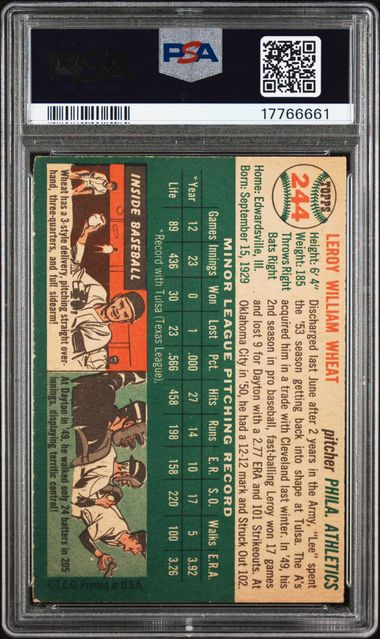 PSA
17766661
TOPPS
244
LEROY WILLIAM WHEAT
pitcher PHILA. ATHLETICS
Height: 6' 4"
Weight: 185
Throws Right
Bats Right
Home: Edwardsville, Ill.
Born: September 15, 1929
Discharged last June after 2 years in the Army, "Lee" spent
the '53 season getting back into shape at Tulsa. The A's
acquired him in a trade with Cleveland last winter. In '49, his
2nd season in pro baseball, fast-balling Leroy won 17 games
and lost 9 for Dayton with a 2.77 ERA and 10 Strikeouts. At
Oklahoma City in '50, he had a 12-12 mark and Struck Out 102
MINOR LEAGUE PITCHING RECORD
Games Innings Won Lost Pct. Hits Runs E.R. S.O. Walks E.R.A.
*Year 12 23 0 1 .000 27 14 10 17 5 3.92
Life 89 436 30 23 .566 458 198 158 220 100 3.26
*Record with Tulsa (Texas League)
©T.C.G. Printed in U.S.A.
INSIDE BASEBALL
Wheat has a 3-style delivery, pitching straight over-
hand, three-quarters, and full sidearm!
At Dayton in '49, he walked only 24 batters in 205
Innings, displaying terrific control!